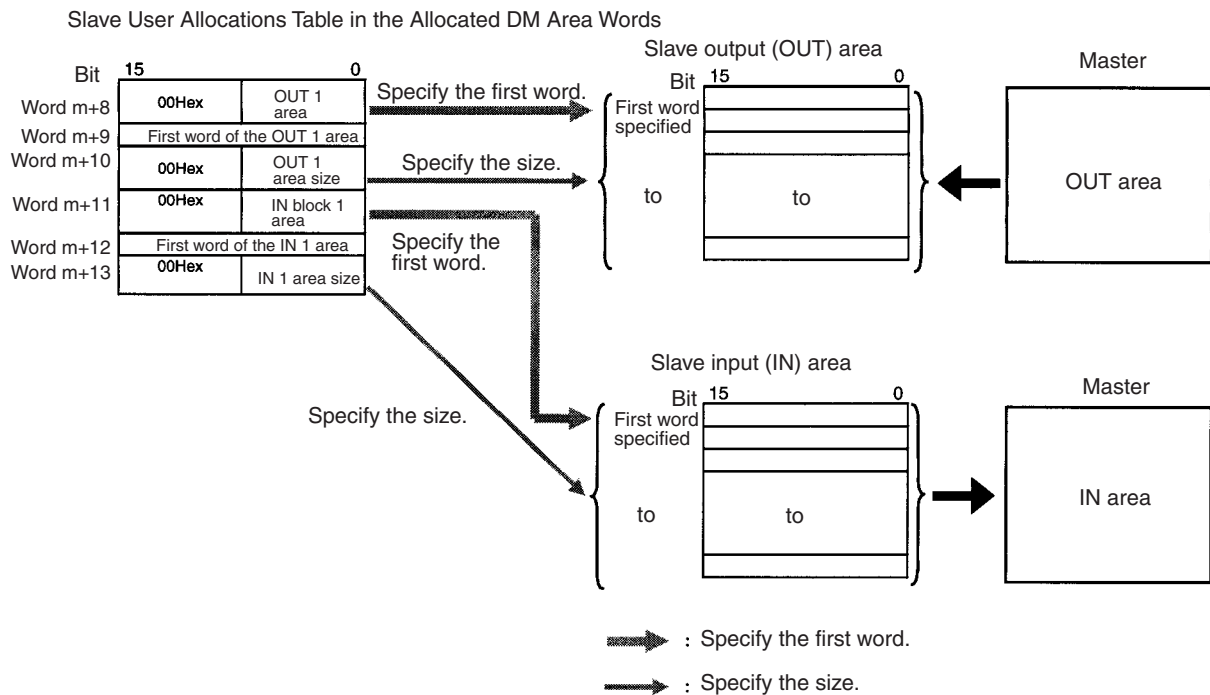 Slave User Allocations Table in the Allocated DM Area Words
Bit
15
0
Word m+8
00Hex
OUT 1
area
Word m+9
First word of the OUT 1 area
Word m+10
00Hex
OUT 1
area size
Word m+11
00Hex
IN block 1
area
Word m+12
First word of the IN 1 area
Word m+13
00Hex
IN 1 area size
Specify the first word.
Specify the size.
Specify the
first word.
Specify the size.
Slave output (OUT) area
Bit
15
0
First word
specified
to
to
Master
OUT area
Slave input (IN) area
Bit
15
0
First word
specified
to
to
Master
IN area
: Specify the first word.
: Specify the size.